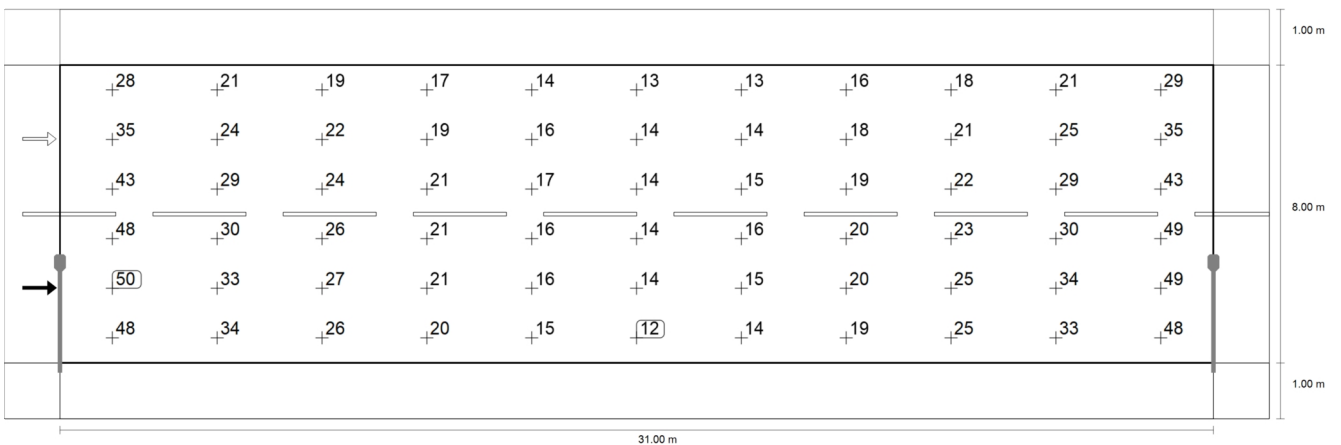 1.00 m
28 21 19 17 14 13 13 16 18 21 29
35 24 22 19 16 14 14 18 21 25 35
43 29 24 21 17 14 15 19 22 29 43
8.00 m
48 30 26 21 16 14 16 20 23 30 49
50 33 27 21 16 14 15 20 25 34 49
48 34 26 20 15 12 14 19 25 33 48
1.00 m
31.00 m